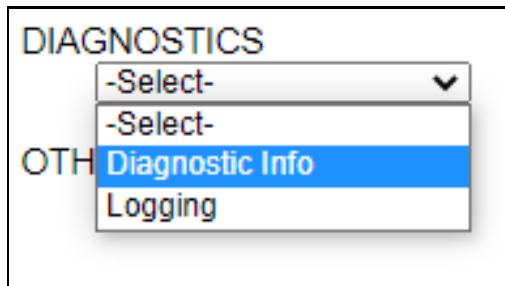 DIAGNOSTICS
-Select-
-Select-
OTH
Diagnostic Info
Logging